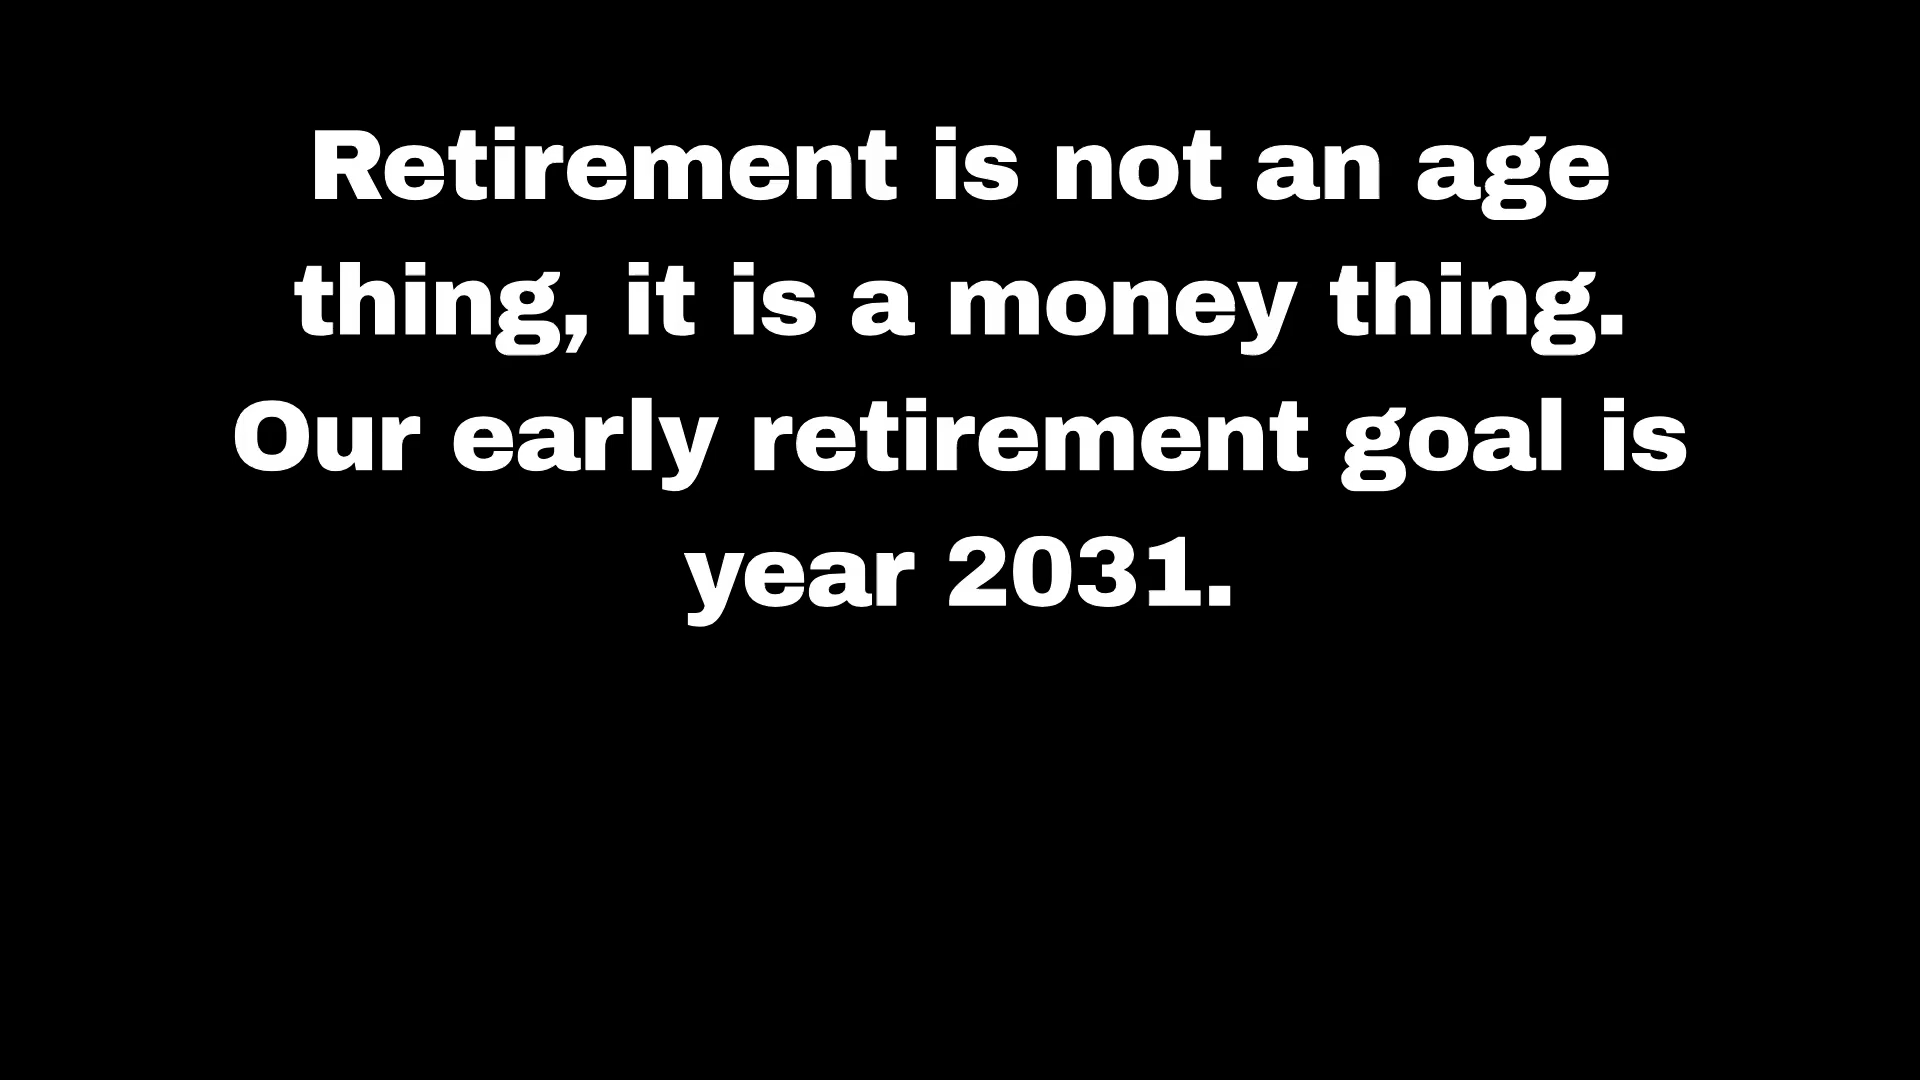 Retirement is not an age
thing, it is a money thing.
Our early retirement goal is
year 2031.